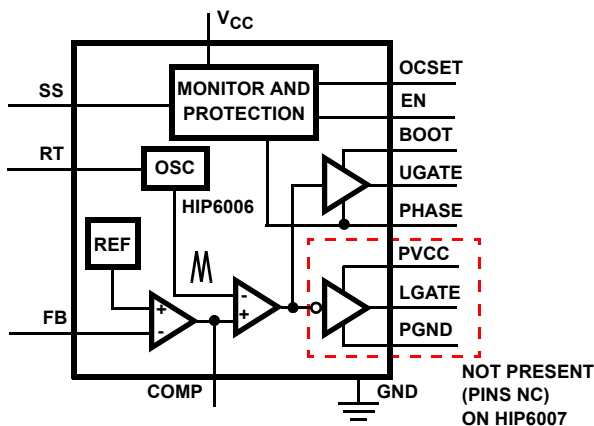 VCC
OCSET
SS
MONITOR AND
PROTECTION
EN
BOOT
RT
OSC
UGATE
HIP6006
PHASE
REF
PVCC
+
-
-
+
LGATE
FB
PGND
COMP
GND
NOT PRESENT
(PINS NC)
ON HIP6007